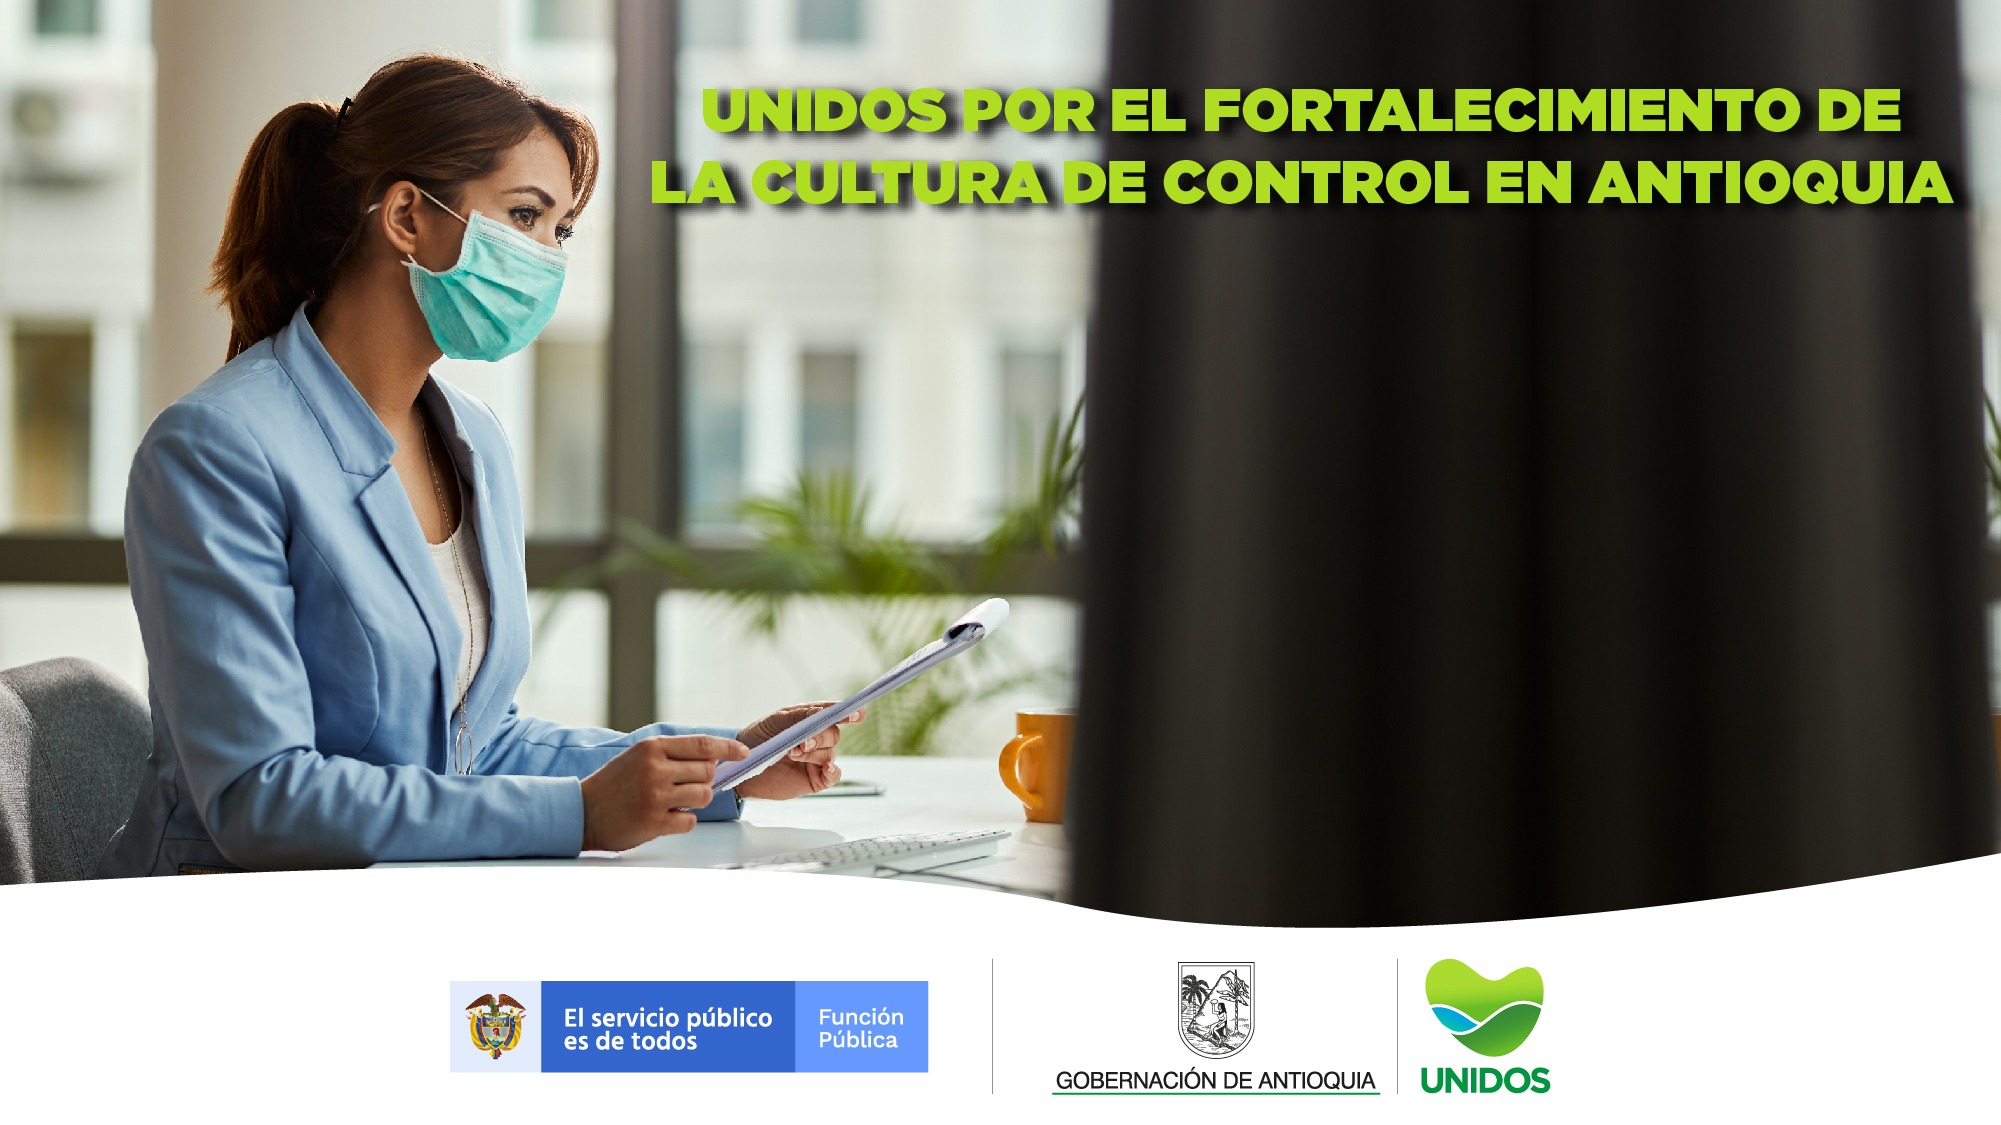 UNIDOS POR EL FORTALECIMIENTO DE
LA CULTURA DE CONTROL EN ANTIOQUIA
El servicio público
es de todos
Función
Pública
GOBERNACIÓN DE ANTIOQUIA
UNIDOS